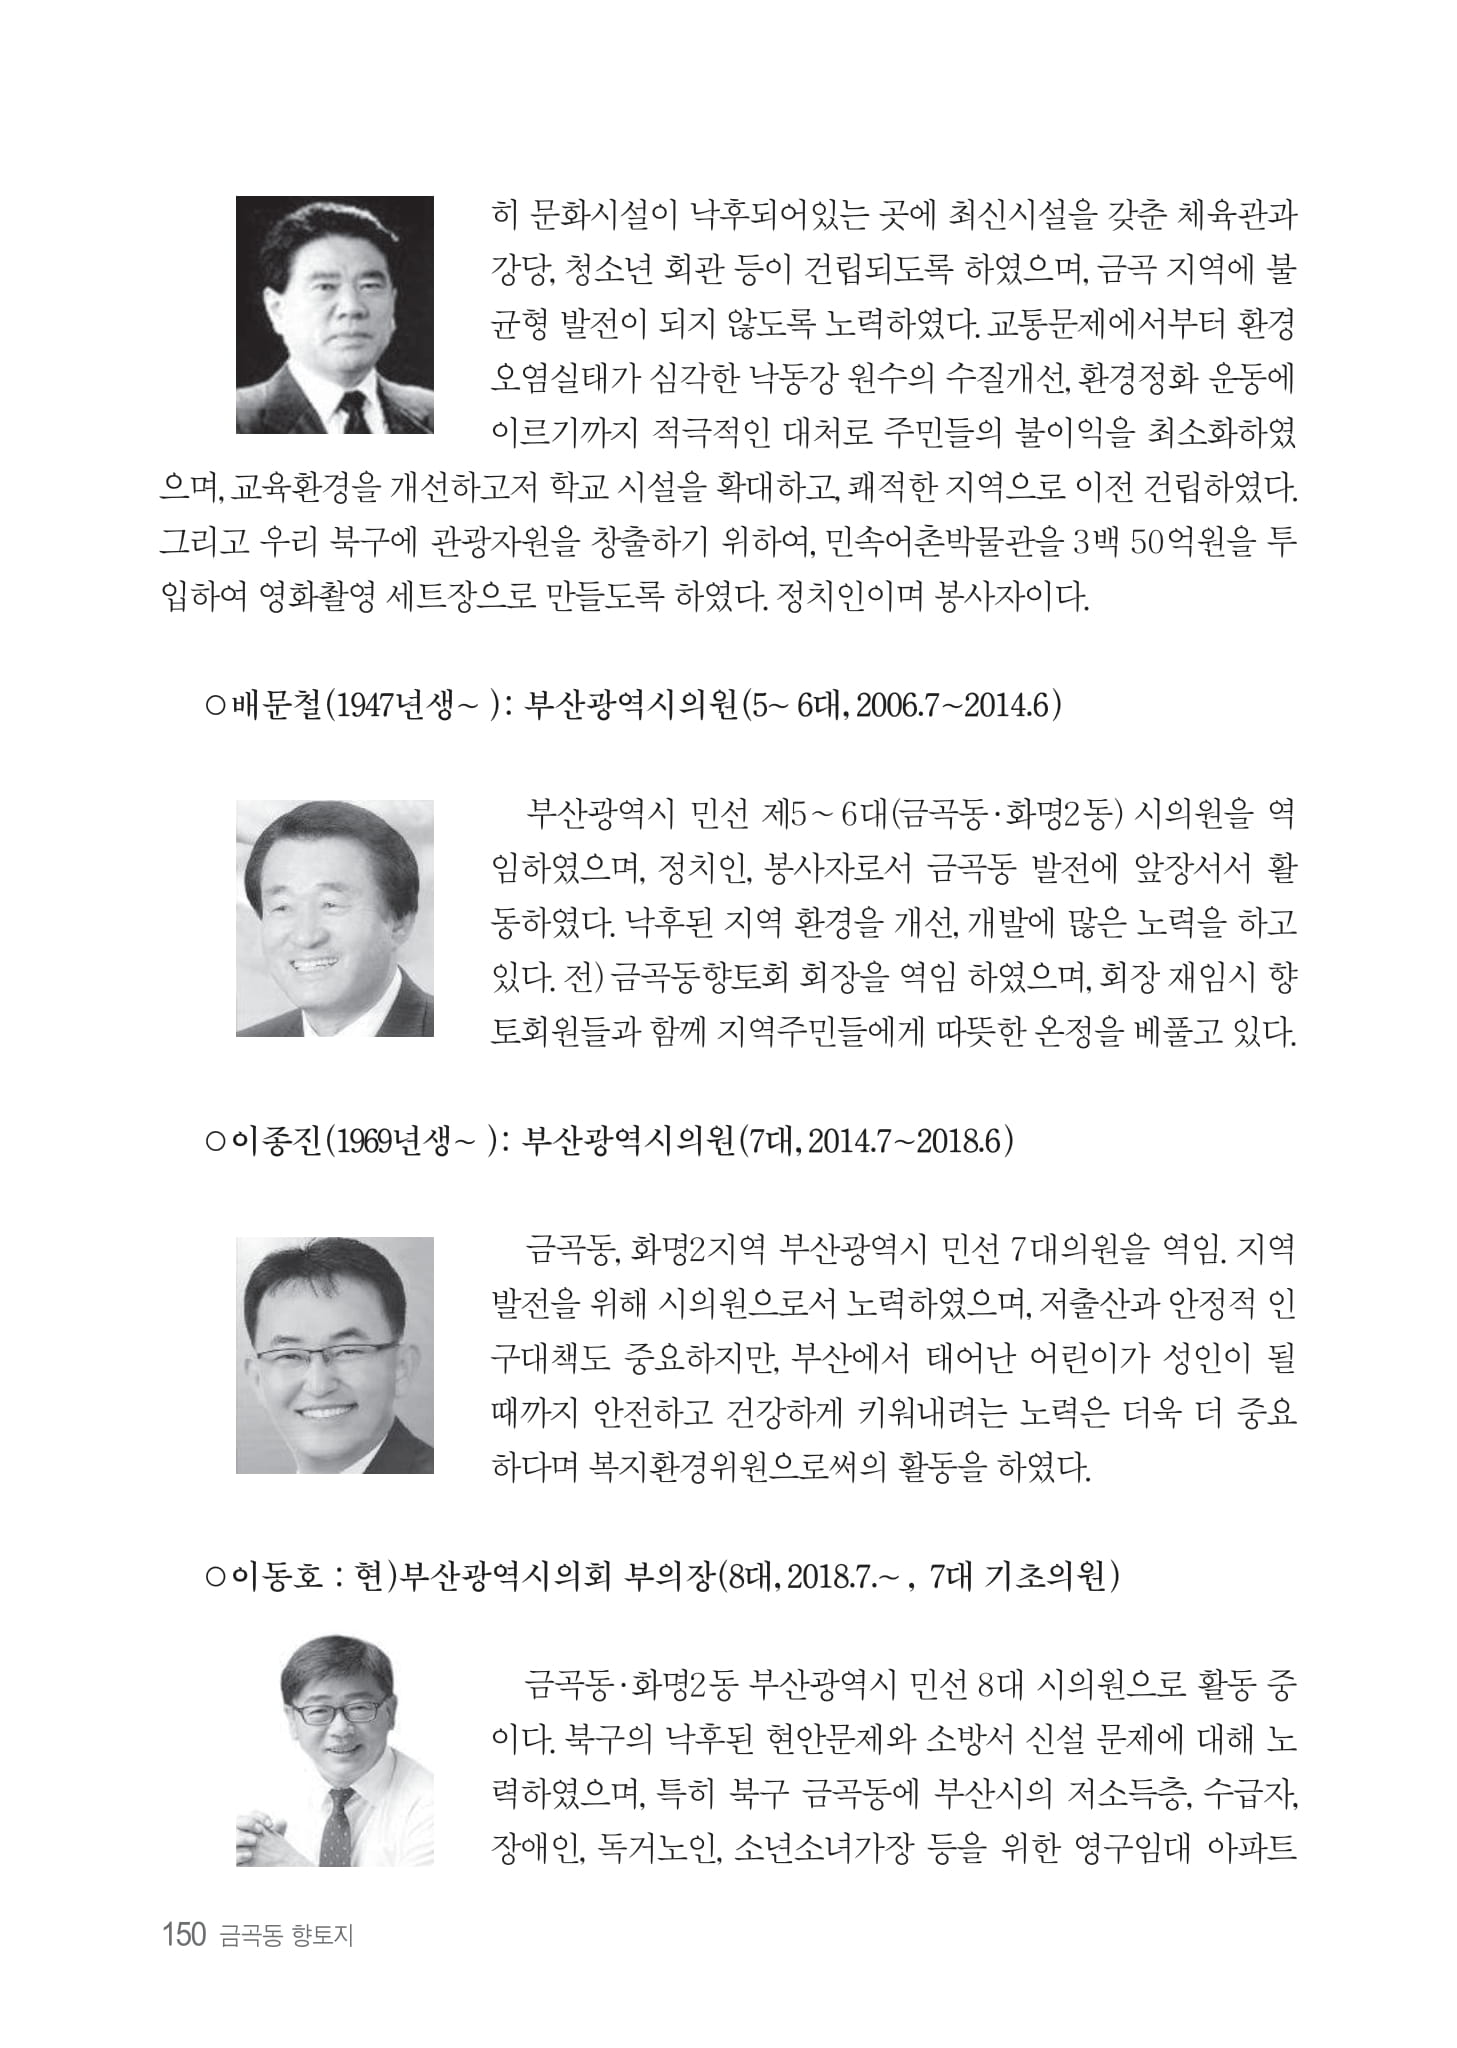 히 문화시설이 낙후되어있는 곳에 최신시설을 갖춘 체육관과
강당, 청소년 회관 등이 건립되도록 하였으며, 금곡 지역에 불
균형 발전이 되지 않도록 노력하였다. 교통문제에서부터 환경
오염실태가 심각한 낙동강 원수의 수질개선, 환경정화 운동에
이르기까지 적극적인 대처로 주민들의 불이익을 최소화하였
으며, 교육환경을 개선하고저 학교 시설을 확대하고, 쾌적한 지역으로 이전 건립하였다.
그리고 우리 북구에 관광자원을 창출하기 위하여, 민속어촌박물관을 3백 50억원을 투
입하여 영화촬영 세트장으로 만들도록 하였다. 정치인이며 봉사자이다.
○배문철(1947년생~ ): 부산광역시의원(5~ 6대, 2006.7~2014.6)
부산광역시 민선 제5~ 6대(금곡동·화명2동) 시의원을 역
임하였으며, 정치인, 봉사자로서 금곡동 발전에 앞장서서 활
동하였다. 낙후된 지역 환경을 개선, 개발에 많은 노력을 하고
있다. 전) 금곡동향토회 회장을 역임 하였으며, 회장 재임시 향
토회원들과 함께 지역주민들에게 따뜻한 온정을 베풀고 있다.
○이종진(1969년생~ ): 부산광역시의원(7대, 2014.7~2018.6)
금곡동, 화명2지역 부산광역시 민선 7대의원을 역임. 지역
발전을 위해 시의원으로서 노력하였으며, 저출산과 안정적 인
구대책도 중요하지만, 부산에서 태어난 어린이가 성인이 될
때까지 안전하고 건강하게 키워내려는 노력은 더욱 더 중요
하다며 복지환경위원으로써의 활동을 하였다.
○이동호 : 현)부산광역시의회 부의장(8대, 2018.7.~ , 7대 기초의원)
금곡동·화명2동 부산광역시 민선 8대 시의원으로 활동 중
이다. 북구의 낙후된 현안문제와 소방서 신설 문제에 대해 노
력하였으며, 특히 북구 금곡동에 부산시의 저소득층, 수급자,
장애인, 독거노인, 소년소녀가장 등을 위한 영구임대 아파트
150 금곡동 향토지